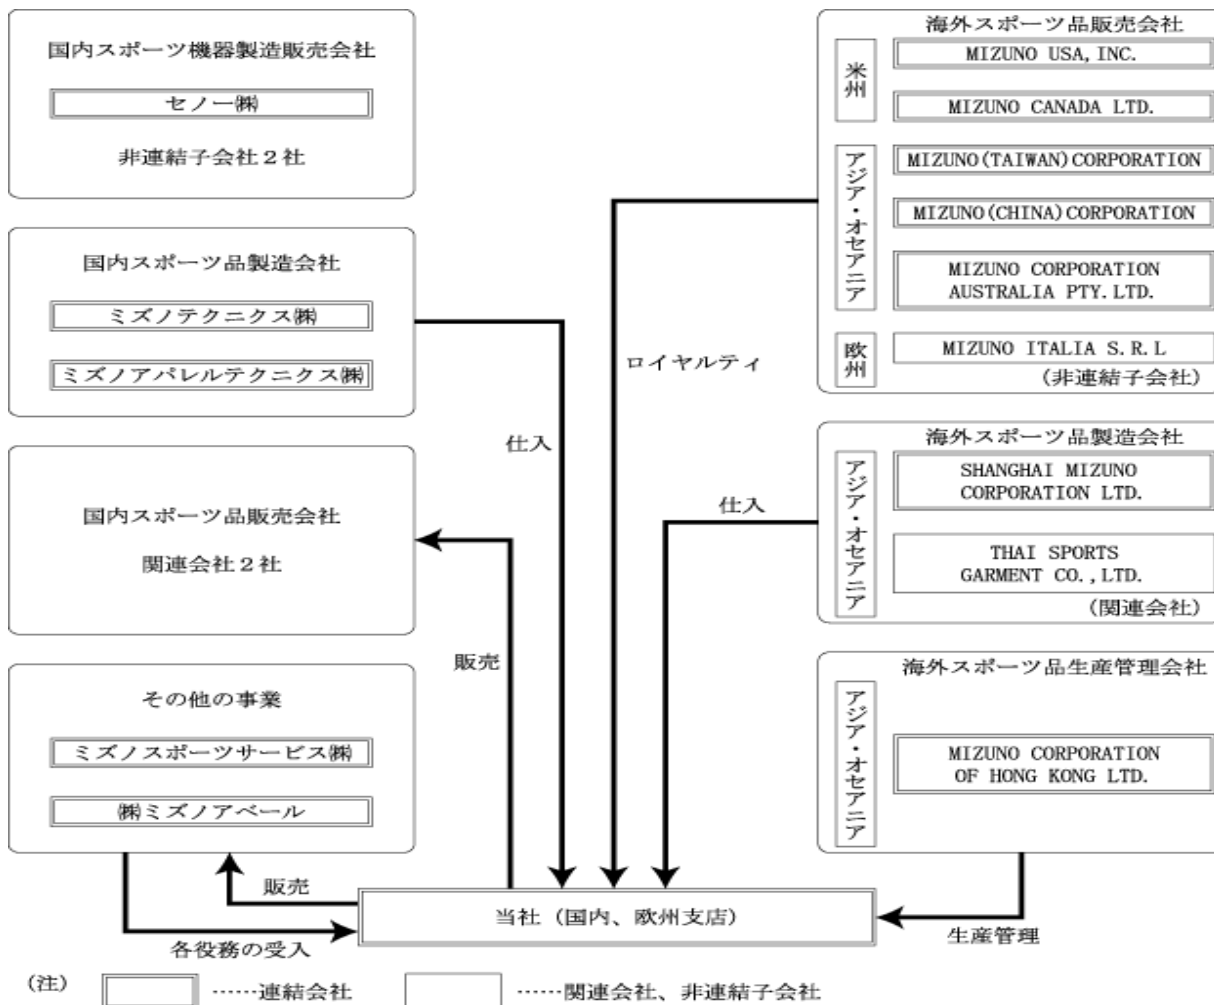 国内スポーツ機器製造販売会社
セノー㈱
非連結子会社２社
国内スポーツ品製造会社
ミズノテクニクス㈱
ミズノアパレルテクニクス㈱
国内スポーツ品販売会社
関連会社２社
その他の事業
ミズノスポーツサービス㈱
㈱ミズノアベール
海外スポーツ品販売会社
米州
MIZUNO USA, INC.
MIZUNO CANADA LTD.
アジア・オセアニア
MIZUNO(TAIWAN)CORPORATION
MIZUNO(CHINA)CORPORATION
MIZUNO CORPORATION
AUSTRALIA PTY. LTD.
欧州
MIZUNO ITALIA S.R.L
(非連結子会社)
海外スポーツ品製造会社
アジア・オセアニア
SHANGHAI MIZUNO
CORPORATION LTD.
THAI SPORTS
GARMENT CO., LTD.
(関連会社)
海外スポーツ品生産管理会社
アジア・オセアニア
MIZUNO CORPORATION
OF HONG KONG LTD.
ロイヤルティ
仕入
仕入
販売
販売
各役務の受入
生産管理
当社（国内、欧州支店）
(注)
……連結会社
……関連会社、非連結子会社